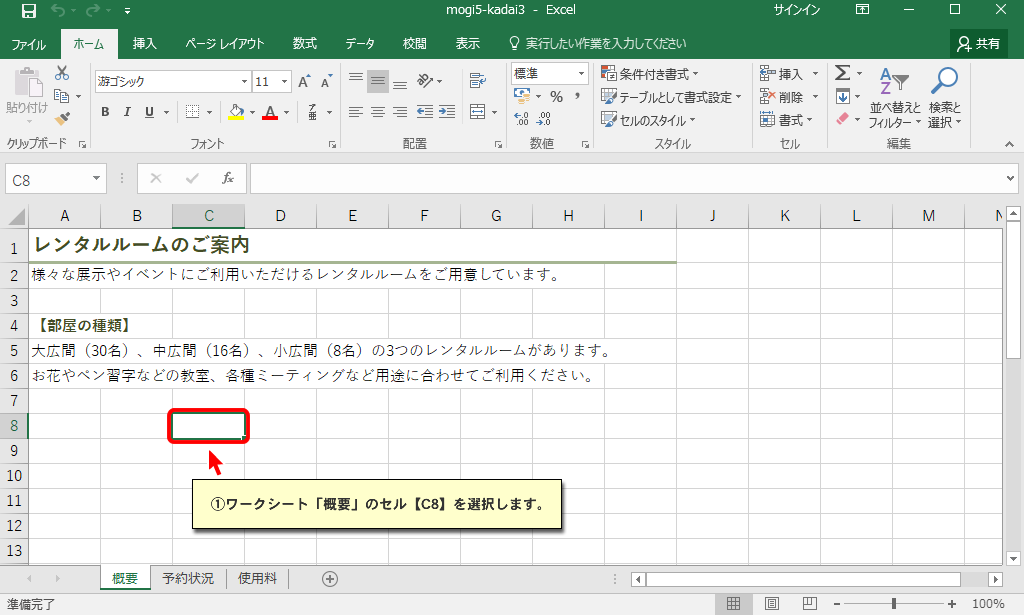 mogi5-kadai3 - Excel
サインイン
ファイル ホーム 挿入 ページ レイアウト 数式 データ 校閲 表示 実行したい作業を入力してください 共有
貼り付け
游ゴシック 11 A A
B I U A
標準
% ,
条件付き書式
テーブルとして書式設定
セルのスタイル
挿入
削除
書式
並べ替えと
フィルター
検索と
選択
クリップボード フォント 配置 数値 スタイル セル 編集
C8 fx
A B C D E F G H I J K L M N
1 レンタルルームのご案内
2 様々な展示やイベントにご利用いただけるレンタルルームをご用意しています。
3
4 【部屋の種類】
5 大広間（30名）、中広間（16名）、小広間（8名）の3つのレンタルルームがあります。
6 お花やペン習字などの教室、各種ミーティングなど用途に合わせてご利用ください。
7
8
9
10
11
12
13
①ワークシート「概要」のセル【C8】を選択します。
概要 予約状況 使用料
準備完了 100%